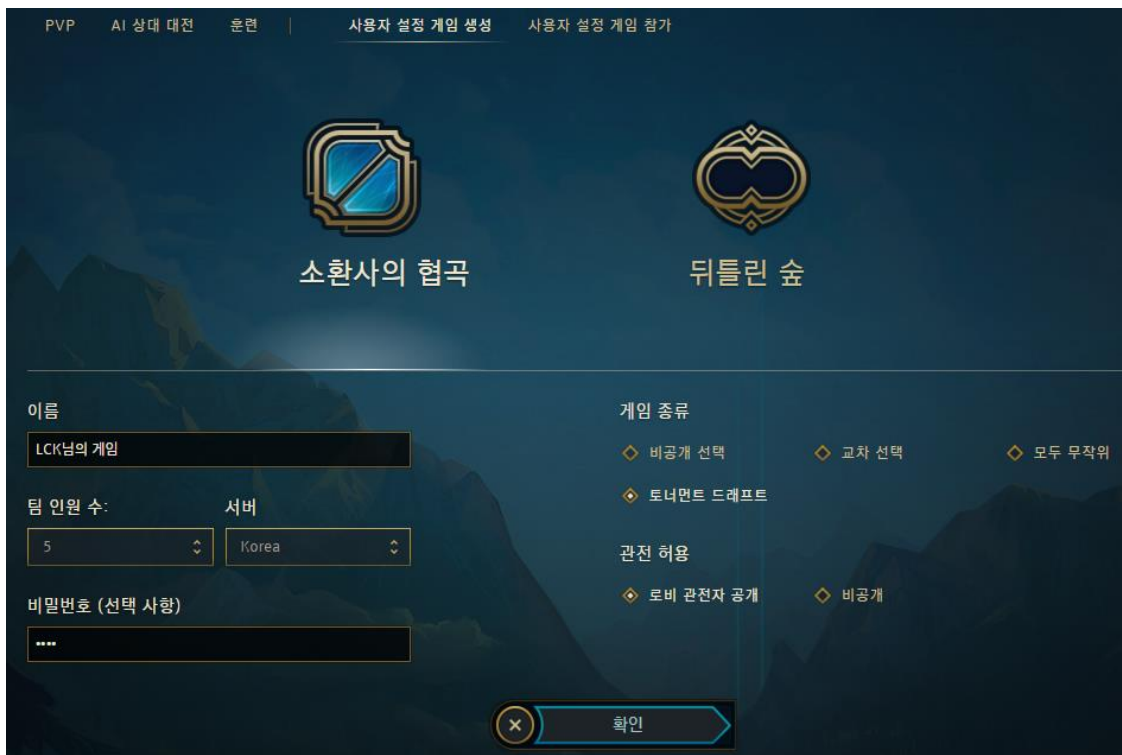 PVP AI 상대 대전 훈련 | 사용자 설정 게임 생성 사용자 설정 게임 참가
소환사의 협곡 뒤틀린 숲
이름
LCK님의 게임
팀 인원 수: 서버
5 Korea
비밀번호 (선택 사항)
••••
게임 종류
비공개 선택 교차 선택 모두 무작위
토너먼트 드래프트
관전 허용
로비 관전자 공개 비공개
확인